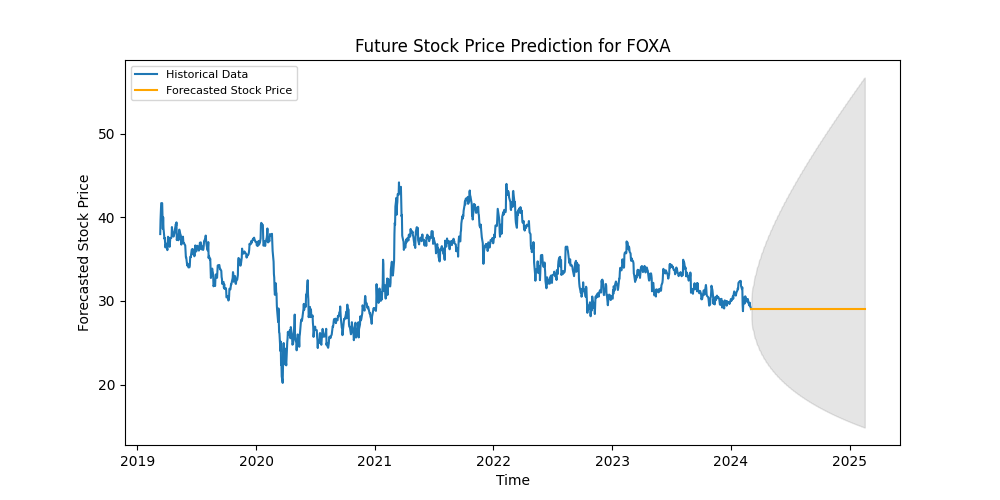 Future Stock Price Prediction for FOXA
Historical Data
Forecasted Stock Price
50
40
30
20
Forecasted Stock Price
2019
2020
2021
2022
2023
2024
2025
Time